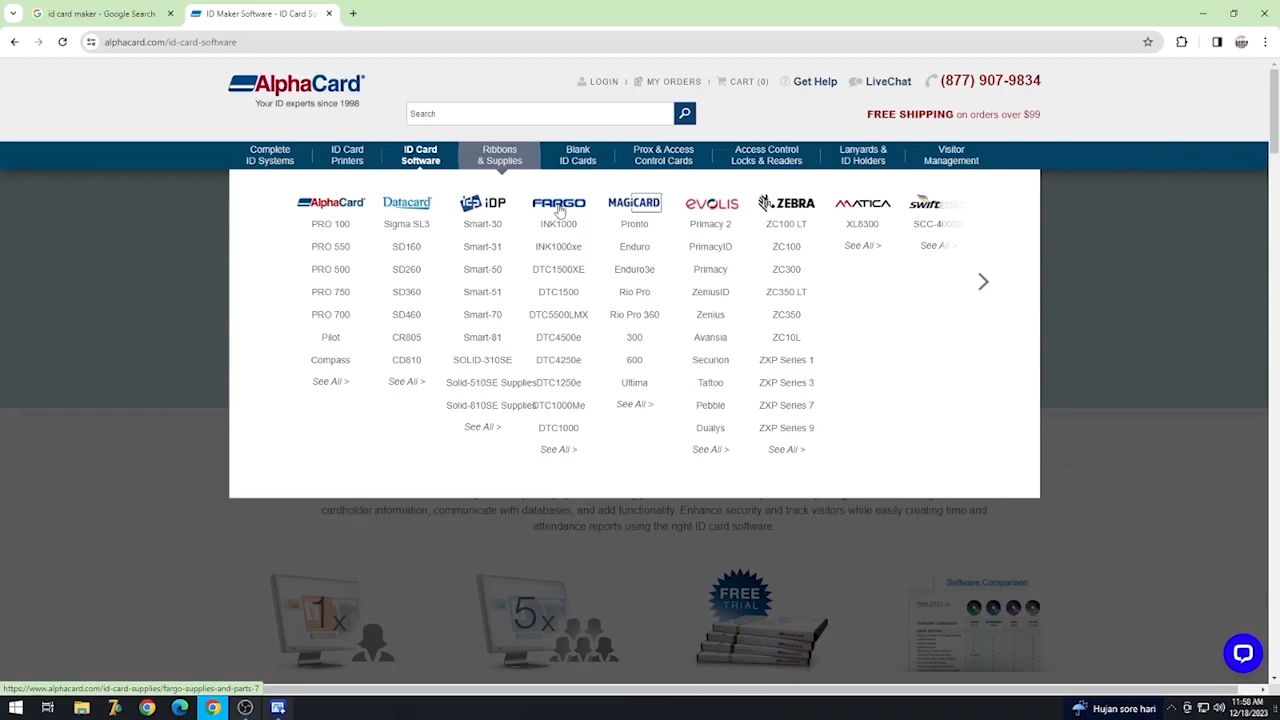 id card maker - Google Search
ID Maker Software - ID Card So
alphacard.com/id-card-software
AlphaCard
Your ID experts since 1998
LOGIN
MY ORDERS
CART (0)
Get Help
LiveChat
(877) 907-9834
Search
FREE SHIPPING on orders over $99
Complete ID Systems
ID Card Printers
ID Card Software
Ribbons & Supplies
Blank ID Cards
Prox & Access Control Cards
Access Control Locks & Readers
Lanyards & ID Holders
Visitor Management
AlphaCard
PRO 100
PRO 550
PRO 500
PRO 750
PRO 700
Pilot
Compass
See All >
Datacard
Sigma SL3
SD160
SD260
SD360
SD460
CR805
CD810
See All >
IDP
Smart-30
Smart-31
Smart-50
Smart-51
Smart-70
Smart-81
SOLID-310SE
Solid-510SE Supplies
Solid-810SE Supplies
See All >
FARGO
INK1000
INK1000xe
DTC1500XE
DTC1500
DTC5500LMX
DTC4500e
DTC4250e
DTC1250e
DTC1000Me
DTC1000
See All >
MAGICARD
Pronto
Enduro
Enduro3e
Rio Pro
Rio Pro 360
300
600
Ultima
See All >
EVOLIS
Primacy 2
PrimacyID
Primacy
ZeniusID
Zenius
Avansia
Securion
Tattoo
Pebble
Dualys
See All >
ZEBRA
ZC100 LT
ZC100
ZC300
ZC350 LT
ZC350
ZC10L
ZXP Series 1
ZXP Series 3
ZXP Series 7
ZXP Series 9
See All >
MATICA
XL8300
See All >
SCC-4000D
See All >
cardholder information, communicate with databases, and add functionality. Enhance security and track visitors while easily creating time and
attendance reports using the right ID card software.
1x
5x
FREE
TRIAL
Software Comparison
https://www.alphacard.com/id-card-supplies/fargo-supplies-and-parts-7
Hujan sore hari
11:58 AM
12/18/2023